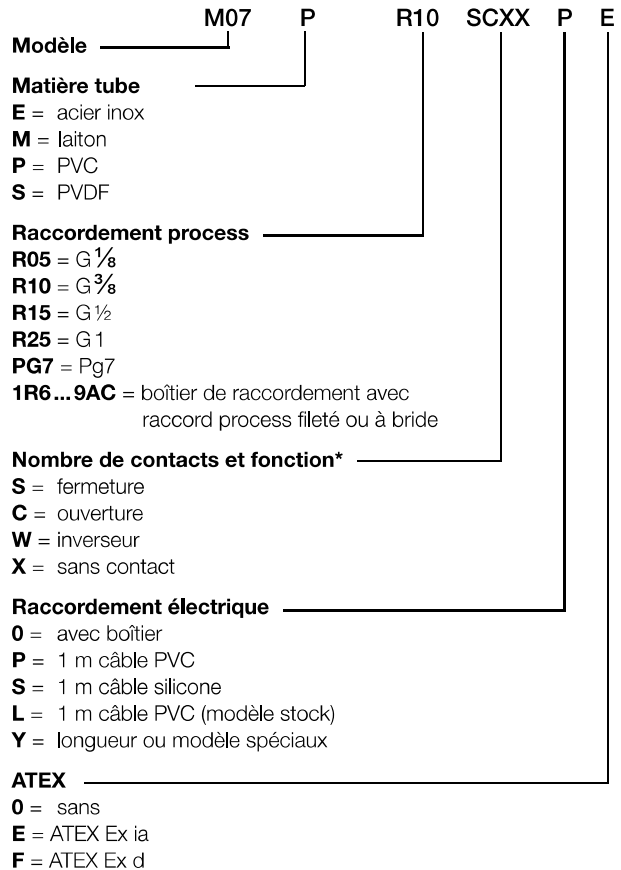 M07 P R10 SCXX P E
Modèle
Matière tube
E = acier inox
M = laiton
P = PVC
S = PVDF
Raccordement process
R05 = G 1/8
R10 = G 3/8
R15 = G ½
R25 = G 1
PG7 = Pg7
1R6...9AC = boîtier de raccordement avec
raccord process fileté ou à bride
Nombre de contacts et fonction*
S = fermeture
C = ouverture
W = inverseur
X = sans contact
Raccordement électrique
0 = avec boîtier
P = 1 m câble PVC
S = 1 m câble silicone
L = 1 m câble PVC (modèle stock)
Y = longueur ou modèle spéciaux
ATEX
0 = sans
E = ATEX Ex ia
F = ATEX Ex d